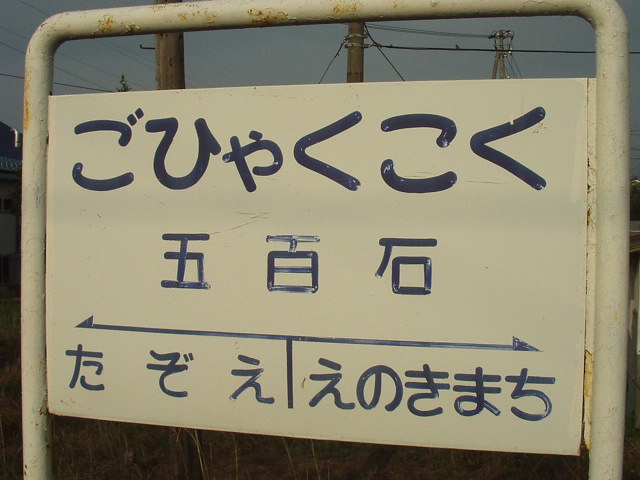 ごひゃくこく
五百石
たぞえ えのきまち